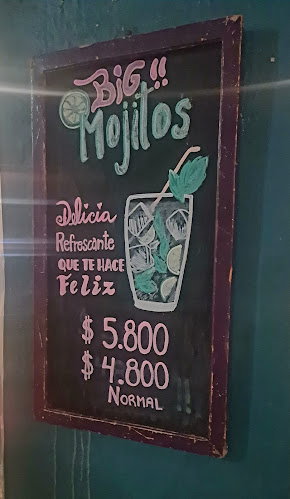 BIG!!
Mojitos
Delicia
Refrescante
QUE TE HACE
Feliz
$ 5.800
$ 4.800
NORMAL